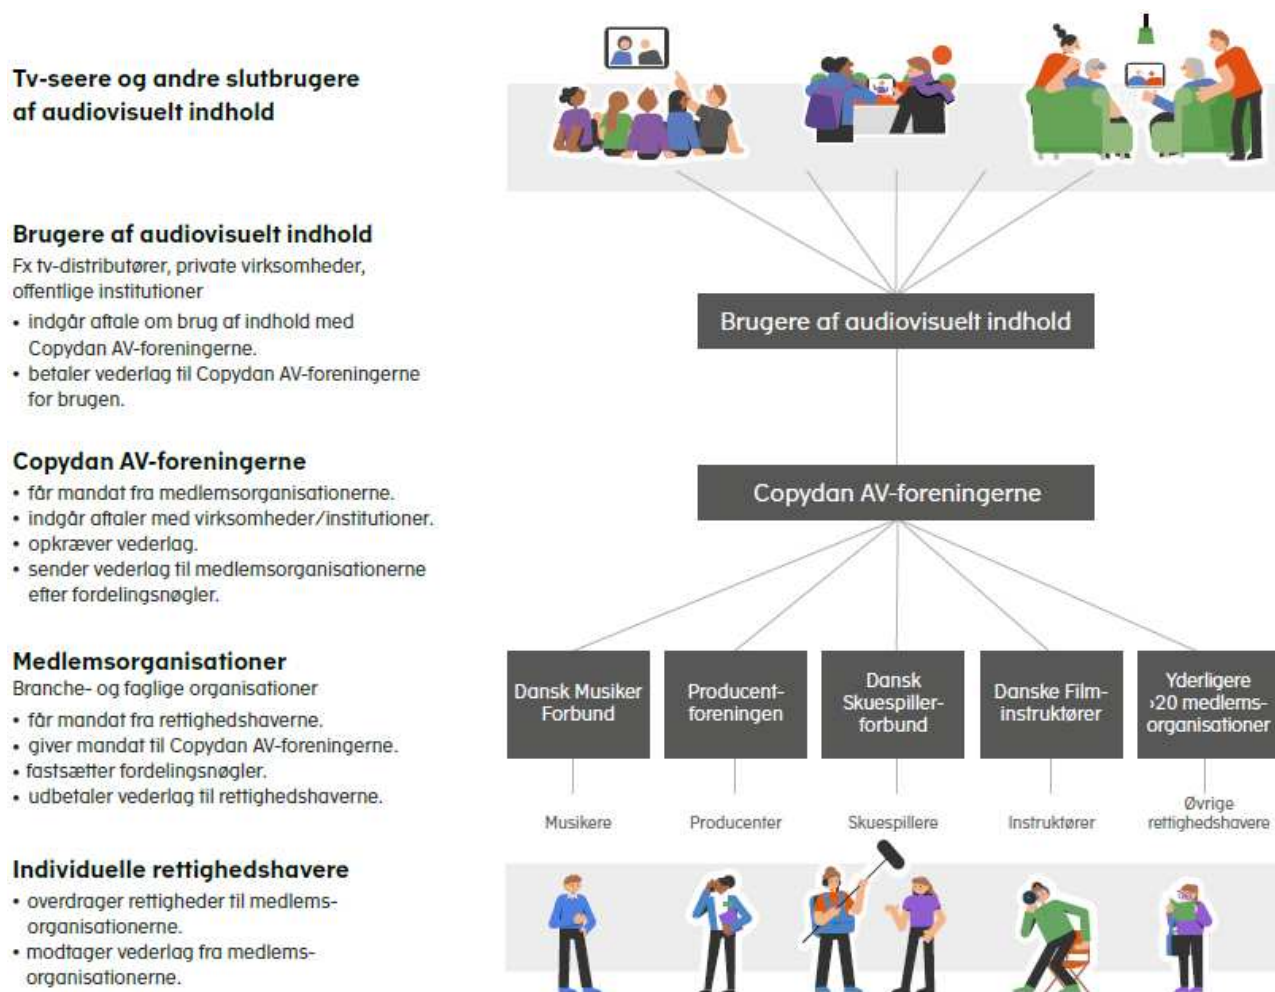 Tv-seere og andre slutbrugere
af audiovisuelt indhold
Brugere af audiovisuelt indhold
Fx tv-distributører, private virksomheder,
offentlige institutioner
• indgår aftale om brug af indhold med
Copydan AV-foreningerne.
• betaler vederlag til Copydan AV-foreningerne
for brugen.
Brugere af audiovisuelt indhold
Copydan AV-foreningerne
• får mandat fra medlemsorganisationerne.
• indgår aftaler med virksomheder/institutioner.
• opkræver vederlag.
• sender vederlag til medlemsorganisationerne
efter fordelingsnøgler.
Copydan AV-foreningerne
Medlemsorganisationer
Branche- og faglige organisationer
• får mandat fra rettighedshaverne.
• giver mandat til Copydan AV-foreningerne.
• fastsætter fordelingsnøgler.
• udbetaler vederlag til rettighedshaverne.
Dansk Musiker
Forbund
Producent-
foreningen
Dansk
Skuespiller-
forbund
Danske Film-
instruktører
Yderligere
›20 medlems-
organisationer
Musikere
Producenter
Skuespillere
Instruktører
Øvrige
rettighedshavere
Individuelle rettighedshavere
• overdrager rettigheder til medlems-
organisationerne.
• modtager vederlag fra medlems-
organisationerne.